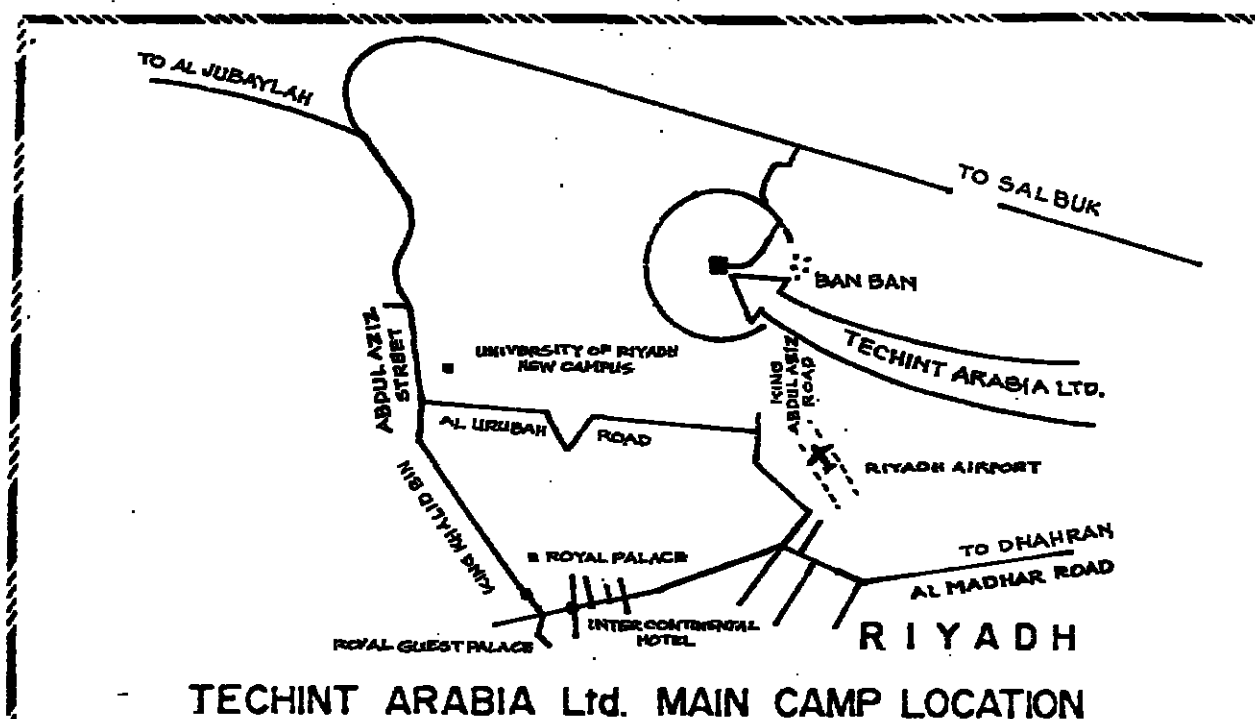 TO AL JUBAYLAH
TO SALBUK
BAN BAN
TECHINT ARABIA LTD.
ABDUL AZIZ
STREET
UNIVERSITY OF RIYADH
NEW CAMPUS
KING
ABDUL AZIZ
ROAD
AL URUBAH ROAD
RIYADH AIRPORT
KING KHALID BIN
ROYAL PALACE
TO DHAHRAN
AL MADHAR ROAD
ROYAL GUEST PALACE
INTER CONTINENTAL
HOTEL
RIYADH
TECHINT ARABIA Ltd. MAIN CAMP LOCATION